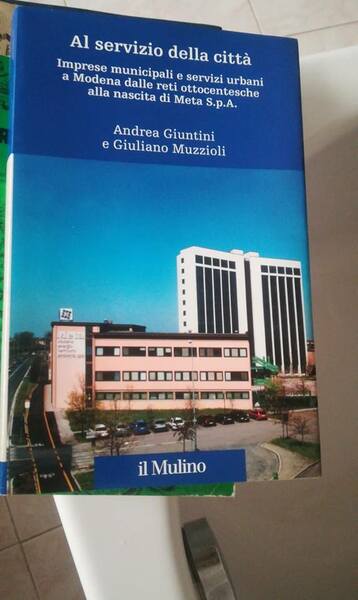 Al servizio della città
Imprese municipali e servizi urbani
a Modena dalle reti ottocentesche
alla nascita di Meta S.p.A.
Andrea Giuntini
e Giuliano Muzzioli
il Mulino